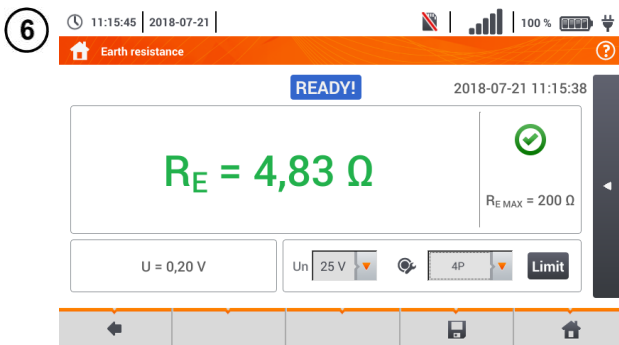 6
11:15:45 2018-07-21 100 %
Earth resistance ?
READY! 2018-07-21 11:15:38
RE = 4,83 Ω
RE MAX = 200 Ω
U = 0,20 V Un 25 V 4P Limit